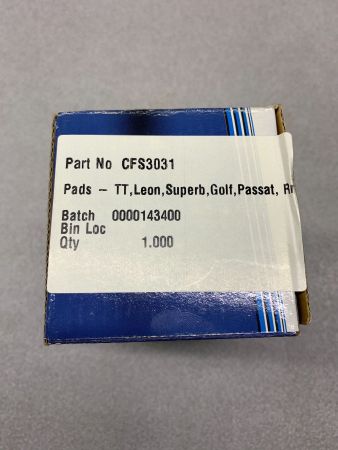 Part No CFS3031
Pads - TT,Leon,Superb,Golf,Passat,
Batch 0000143400
Bin Loc
Qty 1.000